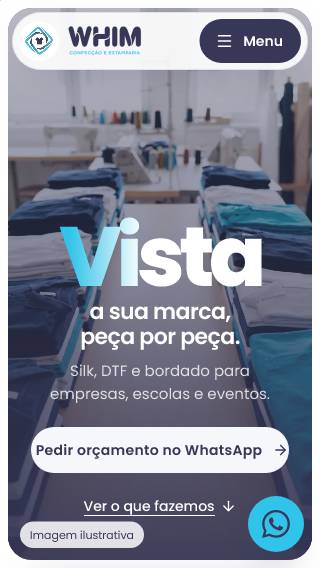 WHIM
CONFECÇÃO E ESTAMPARIA
Menu
Vista
a sua marca,
peça por peça.
Silk, DTF e bordado para
empresas, escolas e eventos.
Pedir orçamento no WhatsApp →
Ver o que fazemos ↓
Imagem ilustrativa